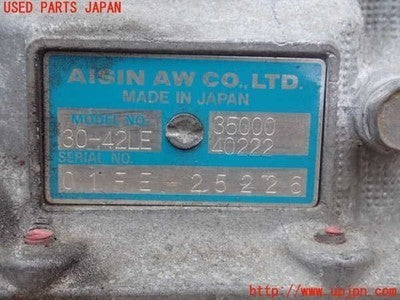 USED PARTS JAPAN
AISIN AW CO., LTD.
MADE IN JAPAN
MODEL NO.
30-42LE
35000
40222
SERIAL NO.
01FE-25226
http://www.upjpn.com/